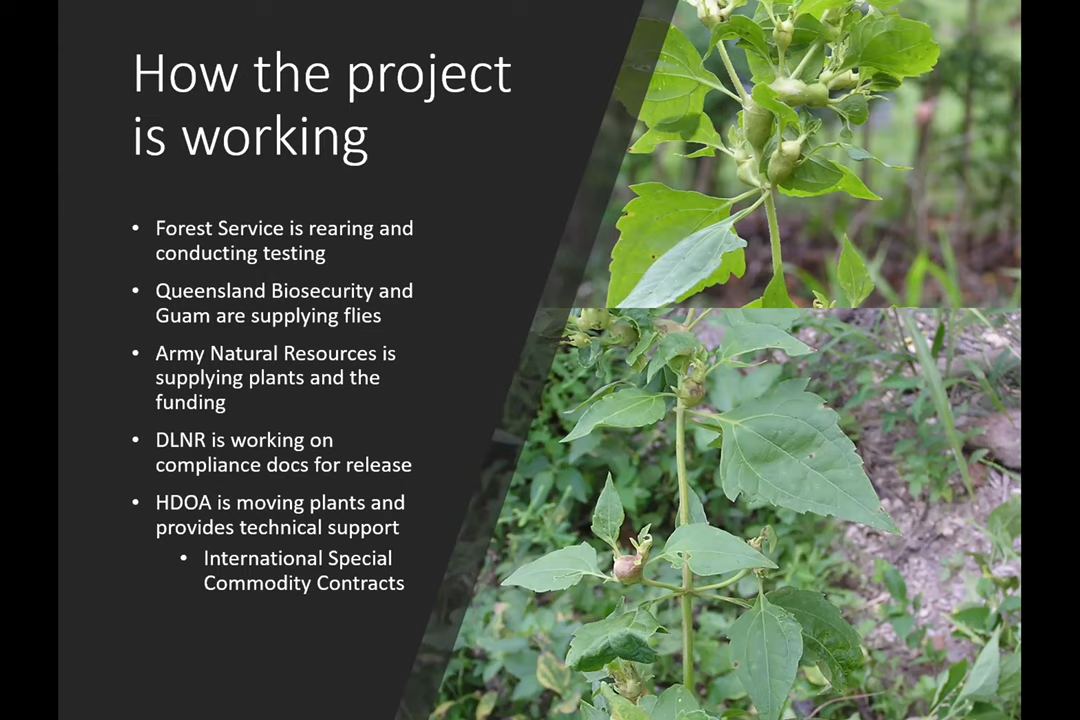 How the project
is working
• Forest Service is rearing and
conducting testing
• Queensland Biosecurity and
Guam are supplying flies
• Army Natural Resources is
supplying plants and the
funding
• DLNR is working on
compliance docs for release
• HDOA is moving plants and
provides technical support
• International Special
Commodity Contracts